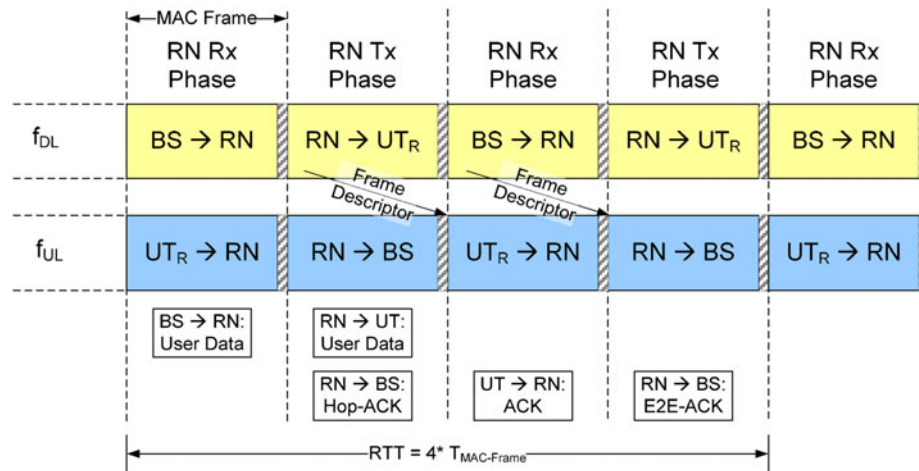 MAC Frame
RN Rx
Phase
RN Tx
Phase
RN Rx
Phase
RN Tx
Phase
RN Rx
Phase
fDL
BS → RN
RN → UTR
BS → RN
RN → UTR
BS → RN
Frame
Descriptor
Frame
Descriptor
fUL
UTR → RN
RN → BS
UTR → RN
RN → BS
UTR → RN
BS → RN:
User Data
RN → UT:
User Data
RN → BS:
Hop-ACK
UT → RN:
ACK
RN → BS:
E2E-ACK
RTT = 4* TMAC-Frame